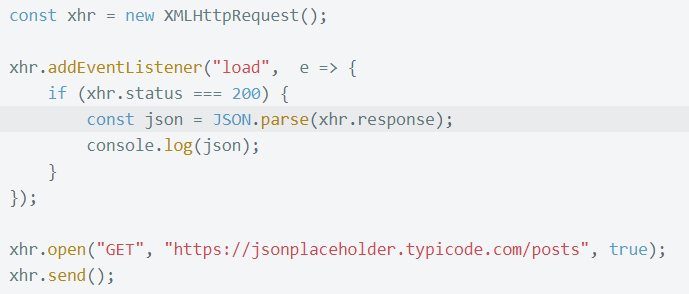 const xhr = new XMLHttpRequest();
xhr.addEventListener("load",  e => {
    if (xhr.status === 200) {
        const json = JSON.parse(xhr.response);
        console.log(json);
    }
});
xhr.open("GET", "https://jsonplaceholder.typicode.com/posts", true);
xhr.send();